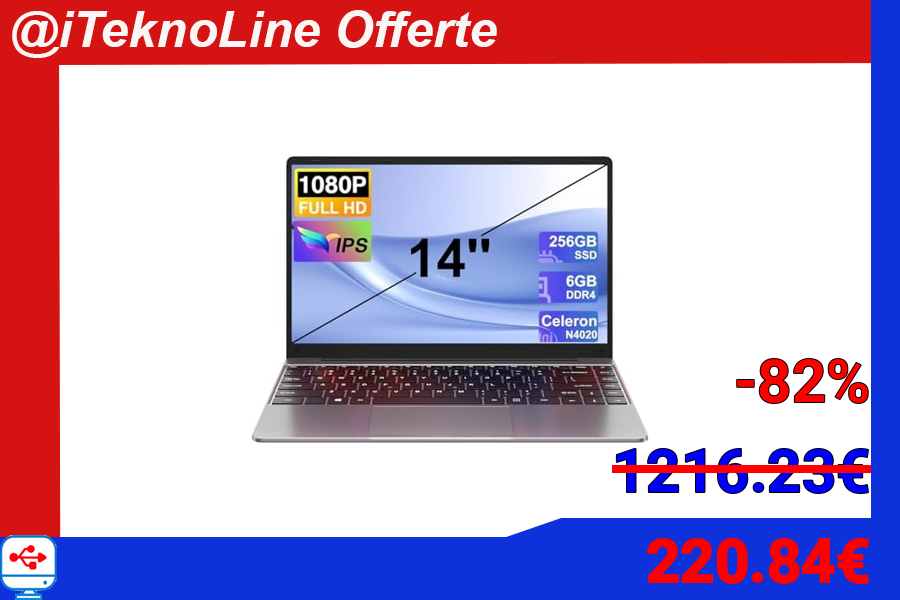 @iTeknoLine Offerte
1080P
FULL HD
IPS
14"
256GB
SSD
6GB
DDR4
Celeron
N4020
-82%
1216.23€
220.84€